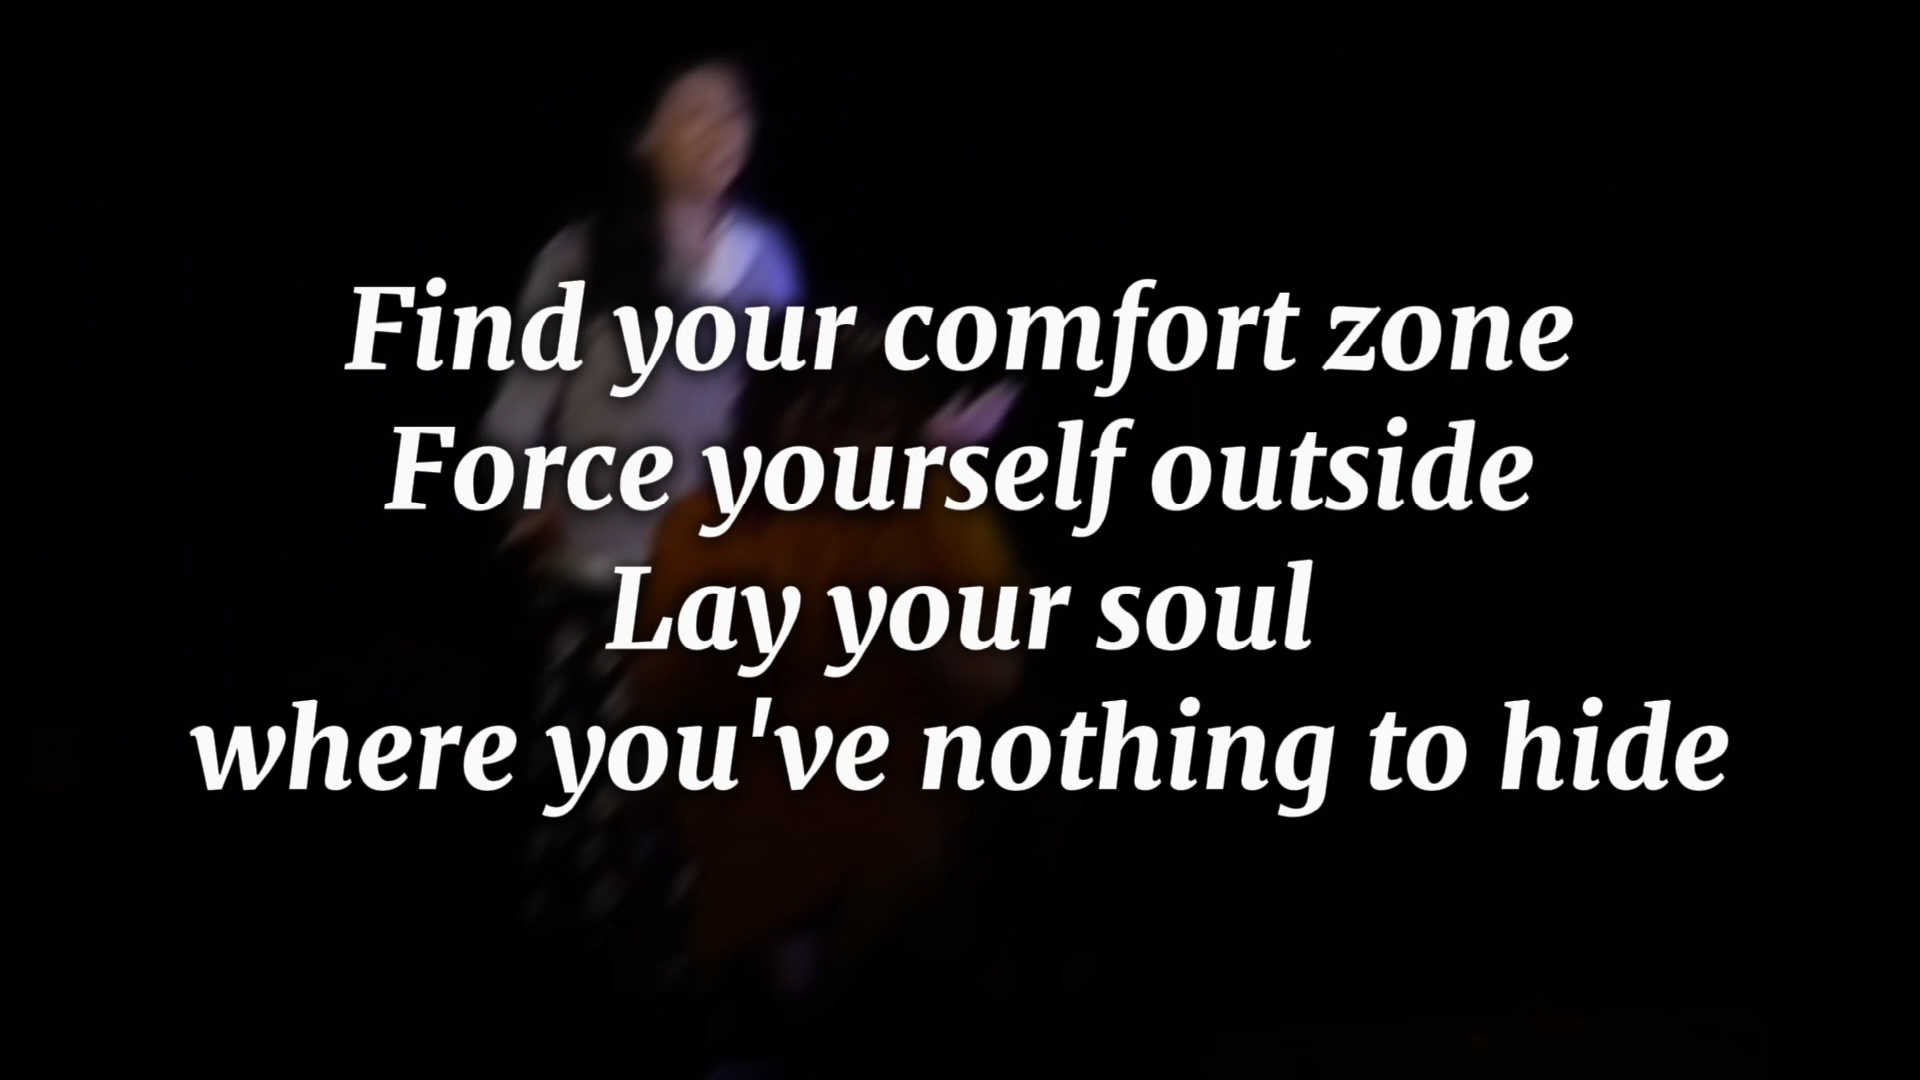 Find your comfort zone
Force yourself outside
Lay your soul
where you've nothing to hide